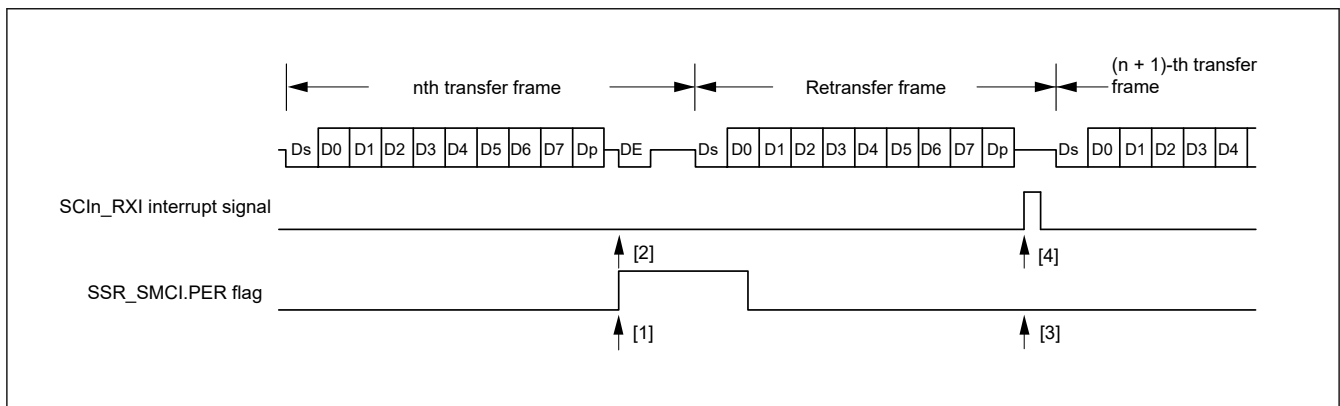 nth transfer frame
Retransfer frame
(n + 1)-th transfer
frame
Ds D0 D1 D2 D3 D4 D5 D6 D7 Dp DE Ds D0 D1 D2 D3 D4 D5 D6 D7 Dp Ds D0 D1 D2 D3 D4
SCIn_RXI interrupt signal
[2] [4]
SSR_SMCI.PER flag
[1] [3]